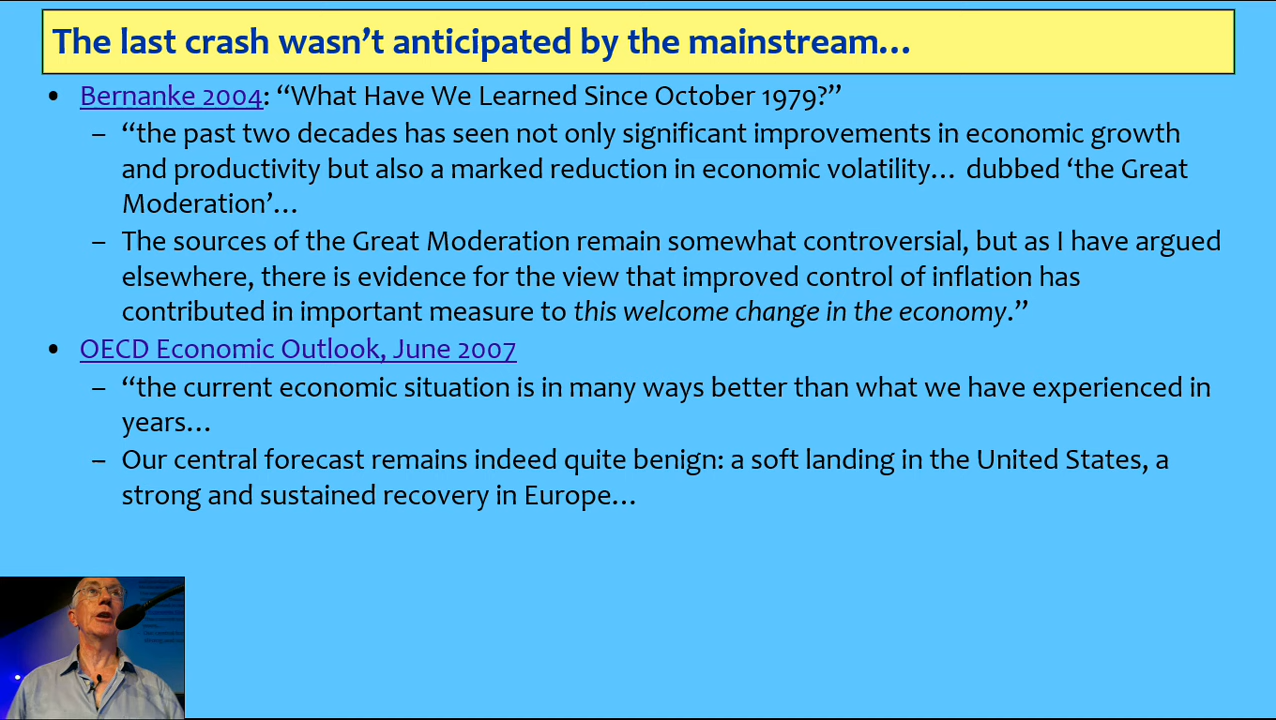 The last crash wasn’t anticipated by the mainstream…
• Bernanke 2004: “What Have We Learned Since October 1979?”
– “the past two decades has seen not only significant improvements in economic growth
and productivity but also a marked reduction in economic volatility… dubbed ‘the Great
Moderation’…
– The sources of the Great Moderation remain somewhat controversial, but as I have argued
elsewhere, there is evidence for the view that improved control of inflation has
contributed in important measure to this welcome change in the economy.”
• OECD Economic Outlook, June 2007
– “the current economic situation is in many ways better than what we have experienced in
years…
– Our central forecast remains indeed quite benign: a soft landing in the United States, a
strong and sustained recovery in Europe…